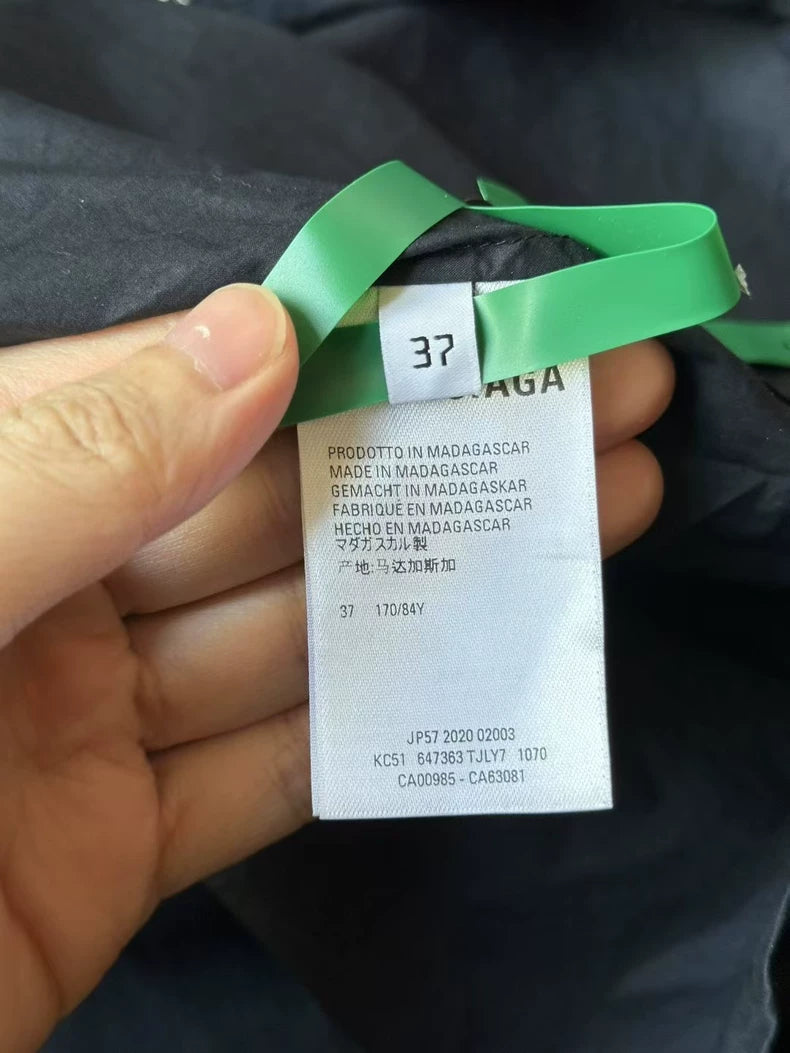 37
AGA
PRODOTTO IN MADAGASCAR
MADE IN MADAGASCAR
GEMACHT IN MADAGASKAR
FABRIQUÉ EN MADAGASCAR
HECHO EN MADAGASCAR
マダガスカル製
产地:马达加斯加
37 170/84Y
JP57 2020 02003
KC51 647363 TJLY7 1070
CA00985 - CA63081